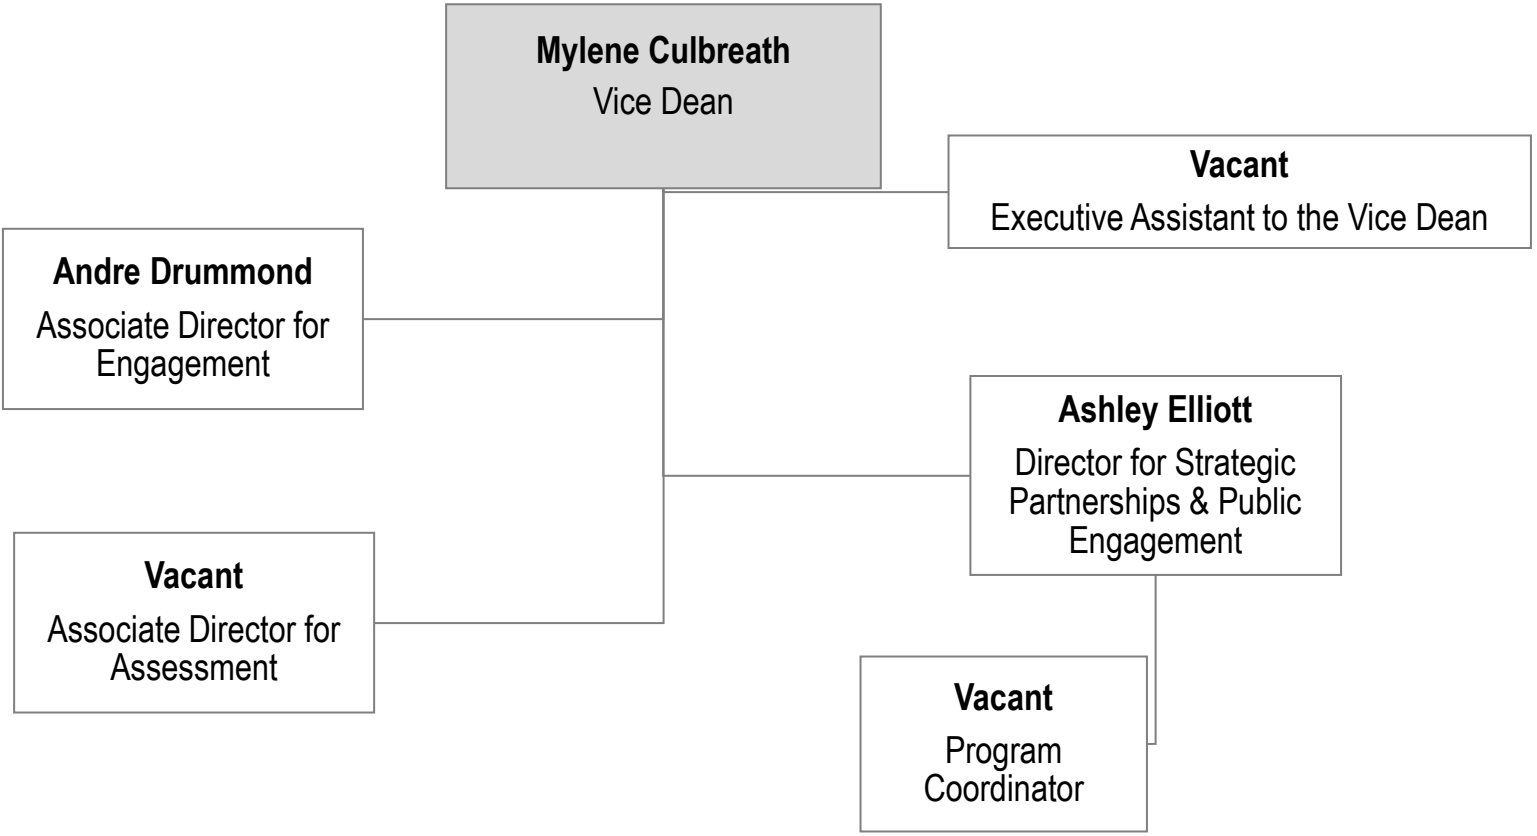 Mylene Culbreath
Vice Dean
Vacant
Executive Assistant to the Vice Dean
Andre Drummond
Associate Director for
Engagement
Ashley Elliott
Director for Strategic
Partnerships & Public
Engagement
Vacant
Associate Director for
Assessment
Vacant
Program
Coordinator